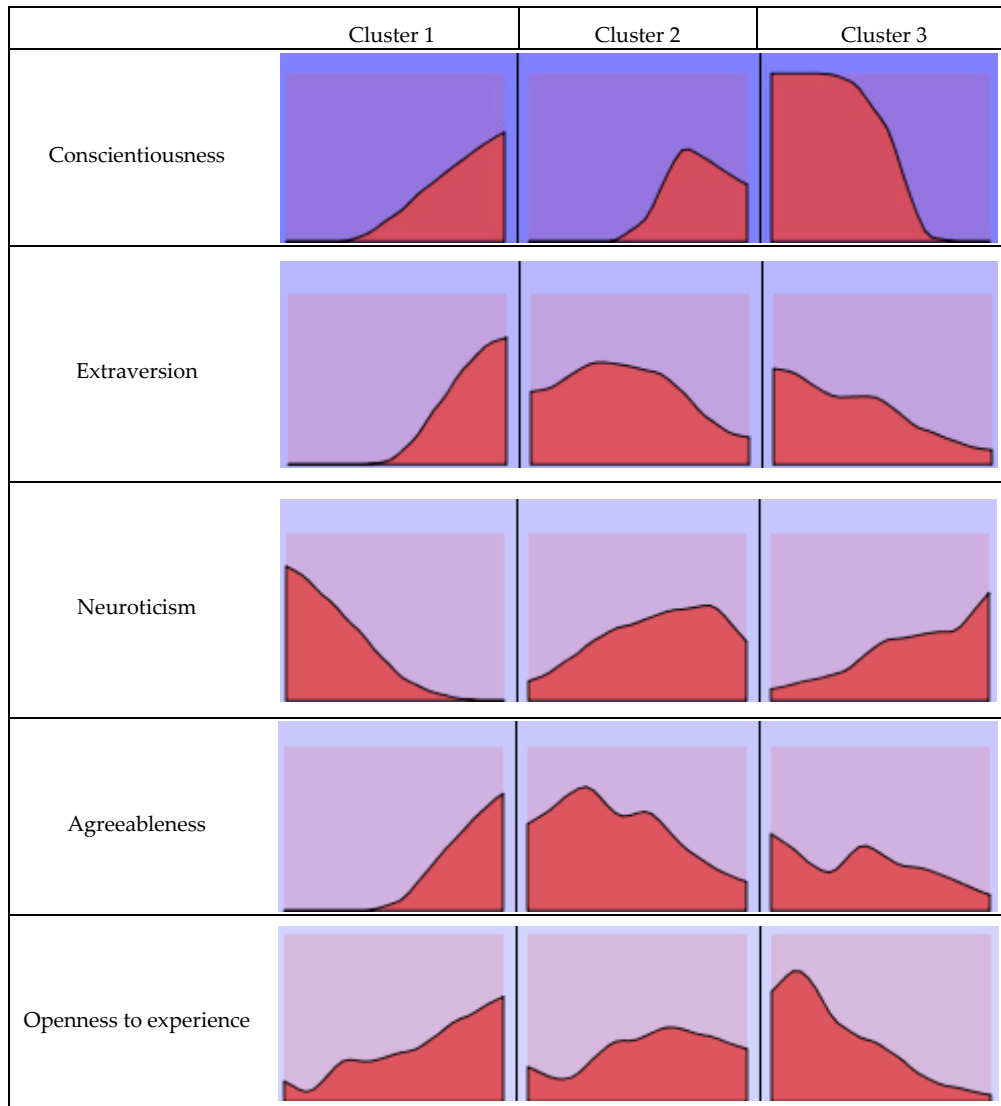 Cluster 1 Cluster 2 Cluster 3
Conscientiousness
Extraversion
Neuroticism
Agreeableness
Openness to experience